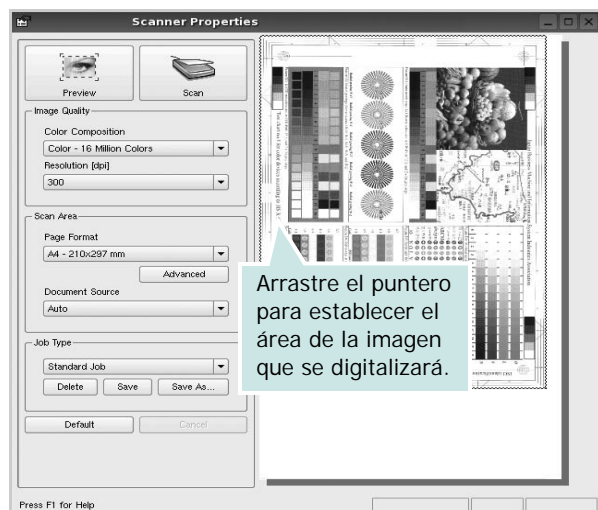 Scanner Properties
Preview
Scan
Image Quality
Color Composition
Color - 16 Million Colors
Resolution [dpi]
300
Scan Area
Page Format
A4 - 210x297 mm
Advanced
Document Source
Auto
Job Type
Standard Job
Delete
Save
Save As...
Default
Cancel
Press F1 for Help
Arrastre el puntero
para establecer el
área de la imagen
que se digitalizará.